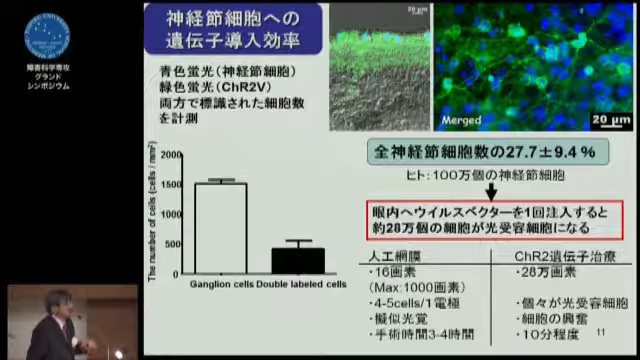 障害科学専攻
グランド
シンポジウム
神経節細胞への
遺伝子導入効率
青色蛍光(神経節細胞)
緑色蛍光(ChR2V)
両方で標識された細胞数
を計測
20 μm
Merged
20 μm
The number of cells (cells / mm²)
2000
1500
1000
500
0
Ganglion cells
Double labeled cells
全神経節細胞数の27.7±9.4%
ヒト:100万個の神経節細胞
眼内へウイルスベクターを1回注入すると
約28万個の細胞が光受容細胞になる
人工網膜
・16画素
(Max:1000画素)
・4-5cells/1電極
・擬似光覚
・手術時間3-4時間
ChR2遺伝子治療
・28万画素
・個々が光受容細胞
・細胞の興奮
・10分程度
11